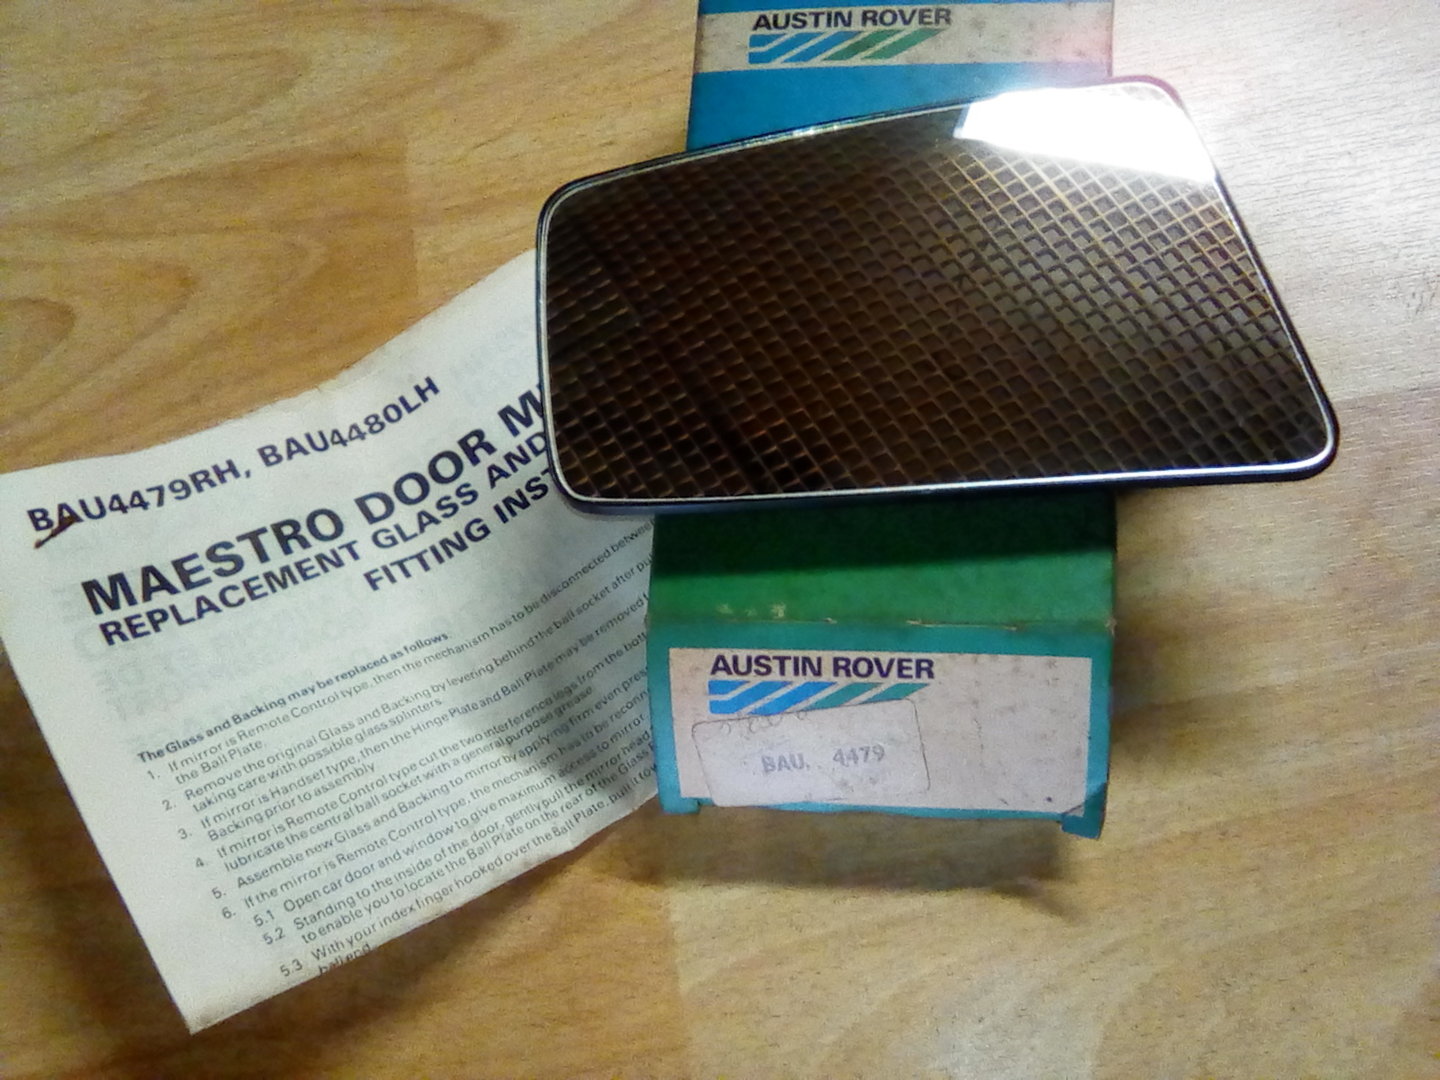 AUSTIN ROVER
BAU4479RH, BAU4480LH
MAESTRO DOOR
REPLACEMENT GLASS AND
FITTING
The Glass and Backing may be replaced as follows:
1. If mirror is Remote Control type, then the mechanism has to be disconnected
the Ball Plate.
2. Remove the original Glass and Backing by levering behind the ball socket after
taking care with possible glass splinters.
3. If mirror is Handset type, then the Hinge Plate and Ball Plate may be removed
Backing prior to assembly.
4. If mirror is Remote Control type cut the two interference legs from the
lubricate the central ball socket with a general purpose grease.
5. Assemble new Glass and Backing to mirror by applying firm even
6. If the mirror is Remote Control type, the mechanism has to be
5.1 Open car door and window to give maximum access to mirror.
5.2 Standing to the inside of the door, gently pull the mirror head
to enable you to locate the Ball Plate on the rear of the Glass
5.3 With your index finger hooked over the Ball Plate, pull it
ball end
AUSTIN ROVER
BAU. 4479